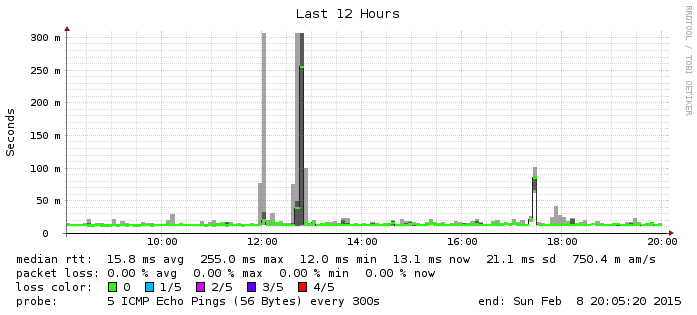 Last 12 Hours
RRDTOOL / TOBI OETIKER
Seconds
300 m
250 m
200 m
150 m
100 m
50 m
0
10:00 12:00 14:00 16:00 18:00 20:00
median rtt: 15.8 ms avg 255.0 ms max 12.0 ms min 13.1 ms now 21.1 ms sd 750.4 m am/s
packet loss: 0.00 % avg 0.00 % max 0.00 % min 0.00 % now
loss color: 0 1/5 2/5 3/5 4/5
probe: 5 ICMP Echo Pings (56 Bytes) every 300s end: Sun Feb 8 20:05:20 2015